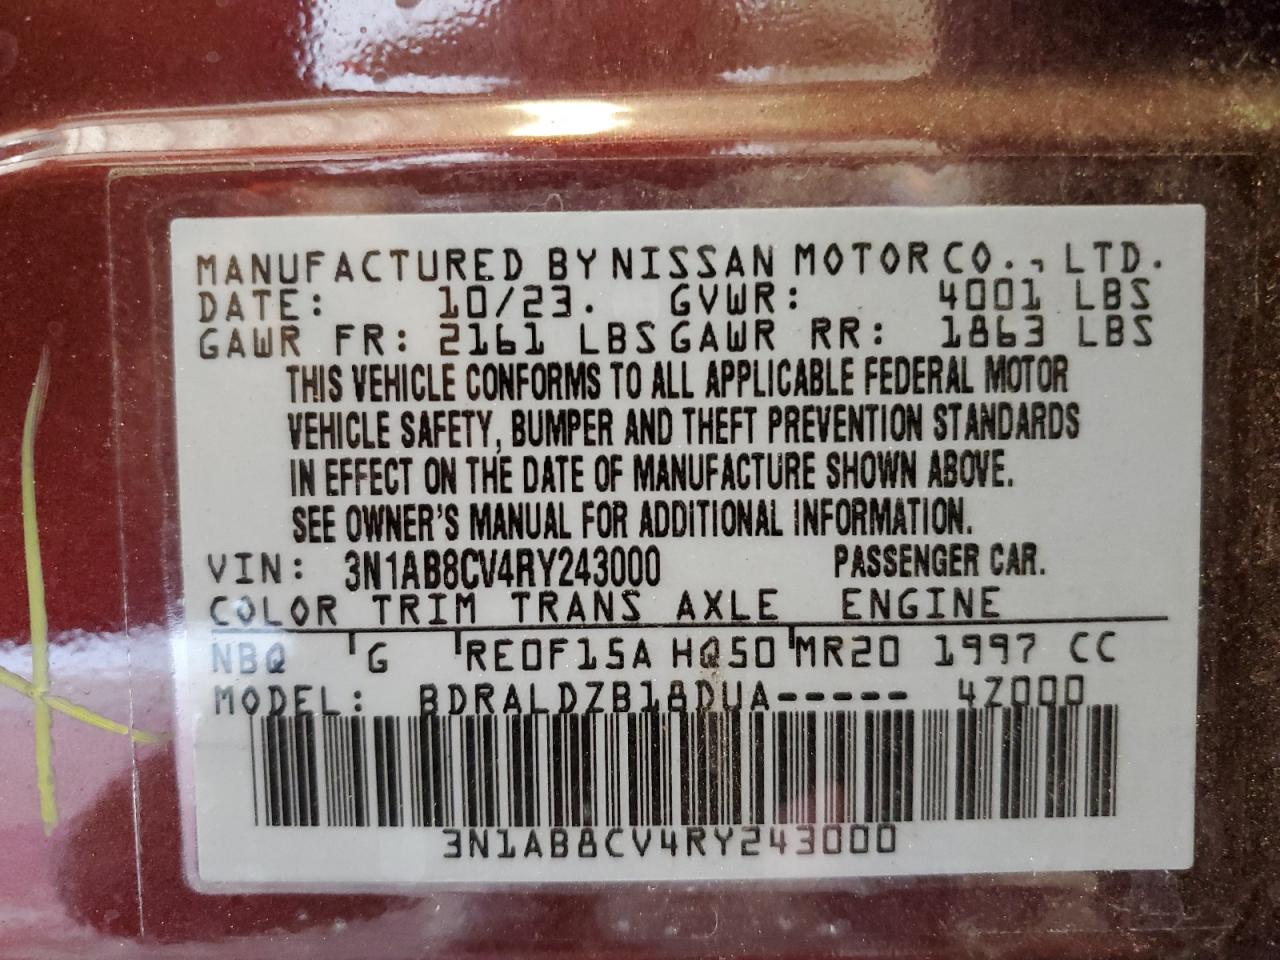 MANUFACTURED BY NISSAN MOTOR CO., LTD.
DATE: 10/23. GVWR: 4001 LBS
GAWR FR: 2161 LBS GAWR RR: 1863 LBS
THIS VEHICLE CONFORMS TO ALL APPLICABLE FEDERAL MOTOR
VEHICLE SAFETY, BUMPER AND THEFT PREVENTION STANDARDS
IN EFFECT ON THE DATE OF MANUFACTURE SHOWN ABOVE.
SEE OWNER'S MANUAL FOR ADDITIONAL INFORMATION.
VIN: 3N1AB8CV4RY243000 PASSENGER CAR.
COLOR TRIM TRANS AXLE ENGINE
NBQ G RE0F15A HQ50 MR20 1997 CC
MODEL: BDRALDZB18DUA----- 4Z000
3N1AB8CV4RY243000